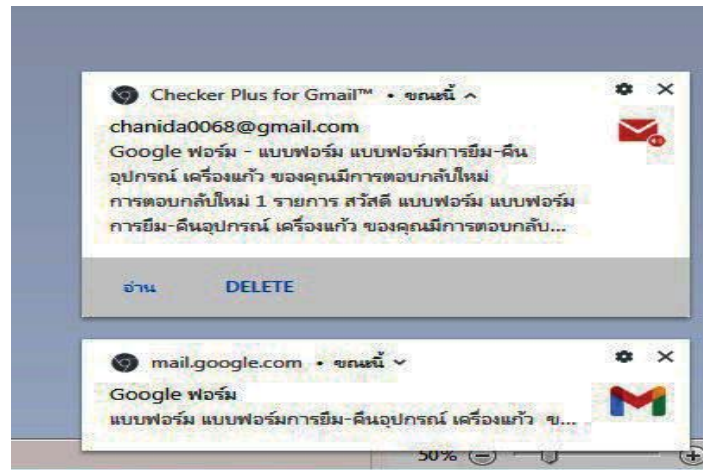 Checker Plus for Gmail™ • ขณะนี้
chanida0068@gmail.com
Google ฟอร์ม - แบบฟอร์ม แบบฟอร์มการยืม-คืน
อุปกรณ์ เครื่องแก้ว ของคุณมีการตอบกลับใหม่
การตอบกลับใหม่ 1 รายการ สวัสดี แบบฟอร์ม แบบฟอร์ม
การยืม-คืนอุปกรณ์ เครื่องแก้ว ของคุณมีการตอบกลับ...
อ่าน DELETE
mail.google.com • ขณะนี้
Google ฟอร์ม
แบบฟอร์ม แบบฟอร์มการยืม-คืนอุปกรณ์ เครื่องแก้ว ข...
50%